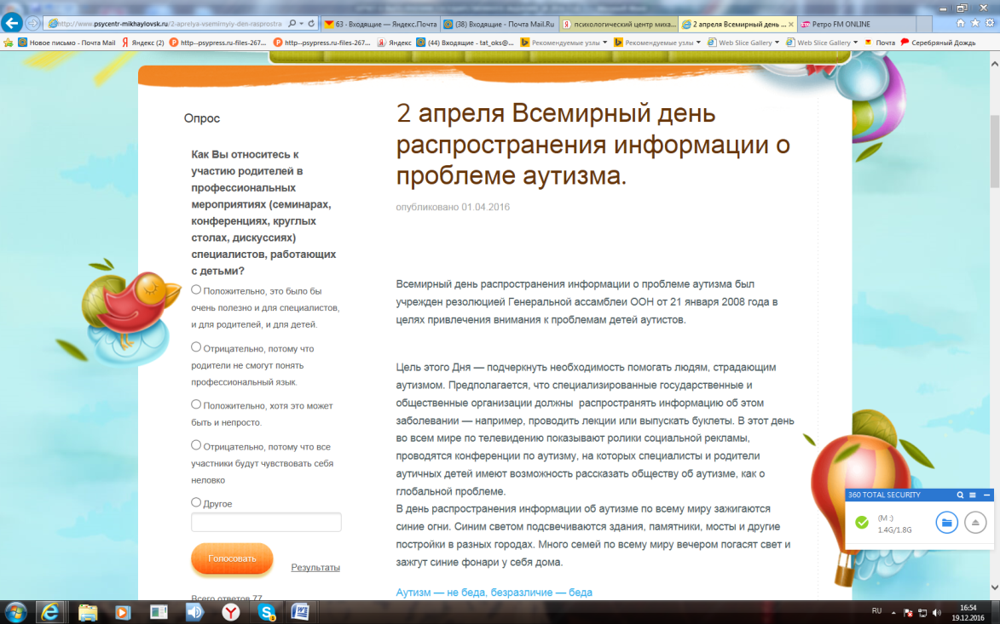 http://www.psycentr-mikhaylovsk.ru/2-aprelya-vsemirnyiy-den-rasprostra
63 - Входящие — Яндекс.Почта
(38) Входящие - Почта Mail.Ru
психологический центр миха...
2 апреля Всемирный день ...
Ретро FM ONLINE
Новое письмо - Почта Mail
Яндекс (2)
http--psypress.ru-files-267...
http--psypress.ru-files-267...
Яндекс
(44) Входящие - tat_oks@...
Рекомендуемые узлы
Рекомендуемые узлы
Web Slice Gallery
Web Slice Gallery
Почта
Серебряный Дождь
Опрос
Как Вы относитесь к
участию родителей в
профессиональных
мероприятиях (семинарах,
конференциях, круглых
столах, дискуссиях)
специалистов, работающих
с детьми?
Положительно, это было бы
очень полезно и для специалистов,
и для родителей, и для детей.
Отрицательно, потому что
родители не смогут понять
профессиональный язык.
Положительно, хотя это может
быть и непросто.
Отрицательно, потому что все
участники будут чувствовать себя
неловко
Другое
Голосовать
Результаты
Всего ответов 77
2 апреля Всемирный день
распространения информации о
проблеме аутизма.
опубликовано 01.04.2016
Всемирный день распространения информации о проблеме аутизма был
учрежден резолюцией Генеральной ассамблеи ООН от 21 января 2008 года в
целях привлечения внимания к проблемам детей аутистов.
Цель этого Дня — подчеркнуть необходимость помогать людям, страдающим
аутизмом. Предполагается, что специализированные государственные и
общественные организации должны  распространять информацию об этом
заболевании — например, проводить лекции или выпускать буклеты. В этот день
во всем мире по телевидению показывают ролики социальной рекламы,
проводятся конференции по аутизму, на которых специалисты и родители
аутичных детей имеют возможность рассказать обществу об аутизме, как о
глобальной проблеме.
В день распространения информации об аутизме по всему миру зажигаются
синие огни. Синим светом подсвечиваются здания, памятники, мосты и другие
постройки в разных городах. Много семей по всему миру вечером погасят свет и
зажгут синие фонари у себя дома.
Аутизм — не беда, безразличие — беда
360 TOTAL SECURITY
(M :)
1.4G/1.8G
RU
16:54
19.12.2016